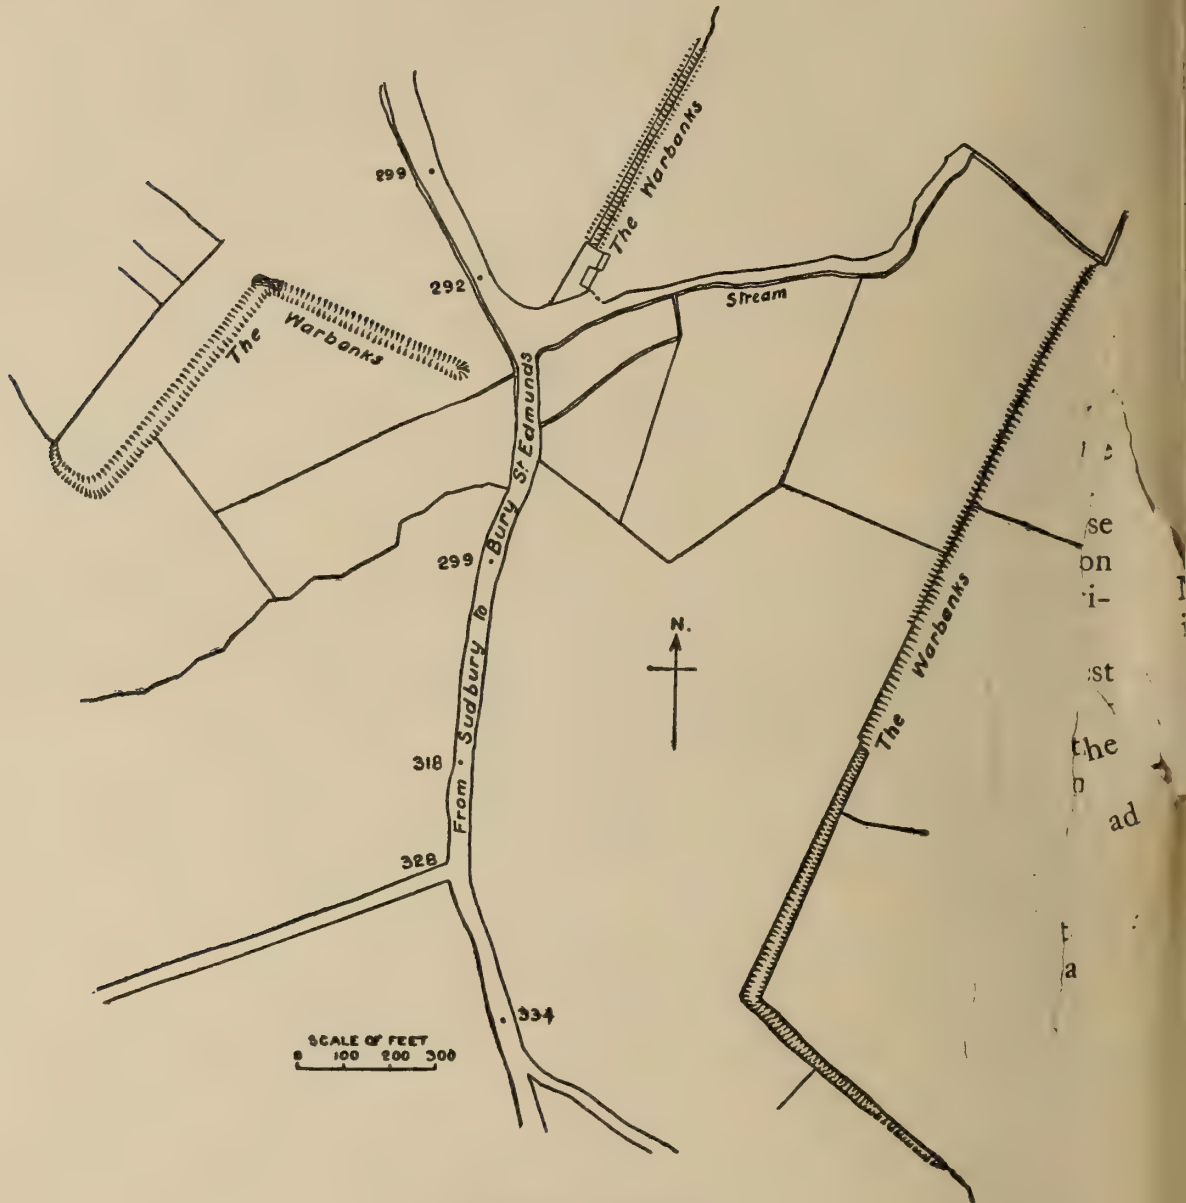 The Warbanks
299
292
Stream
The Warbanks
299
From Sudbury to Bury St Edmunds
N.
The Warbanks
318
328
334
SCALE OF FEET
0 100 200 300
se
on
st
the
ad
a